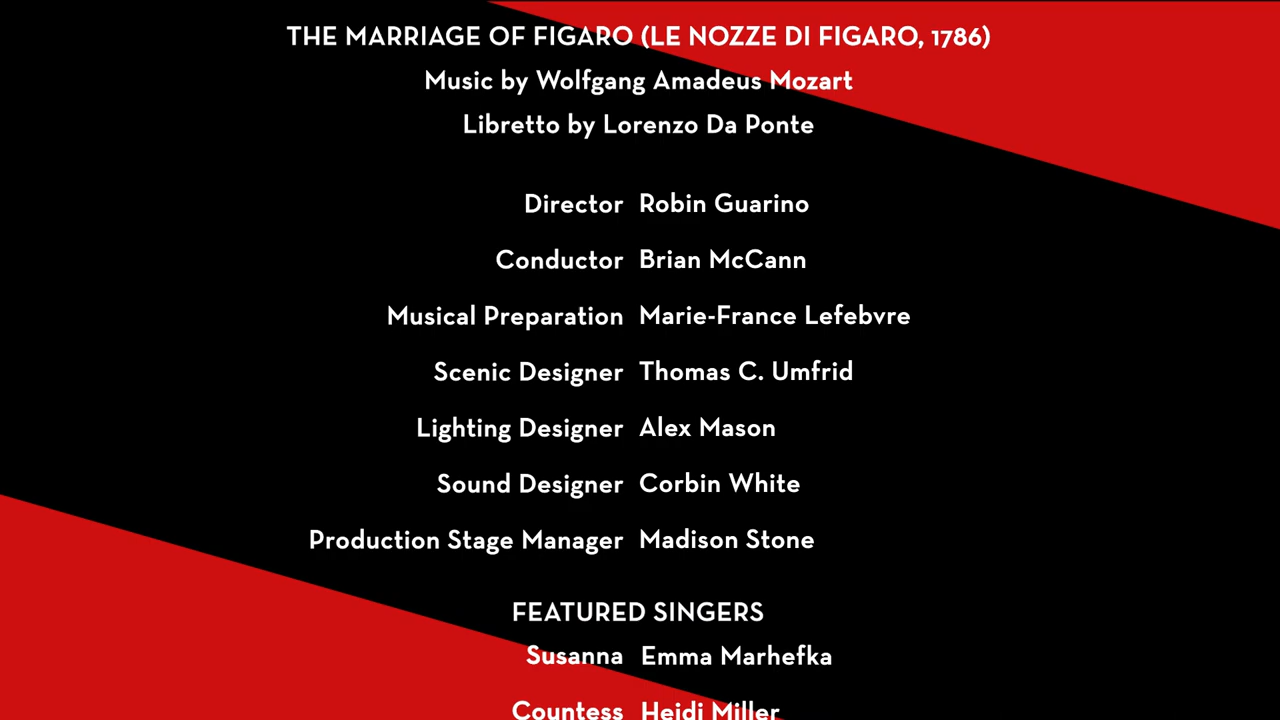 THE MARRIAGE OF FIGARO (LE NOZZE DI FIGARO, 1786)
Music by Wolfgang Amadeus Mozart
Libretto by Lorenzo Da Ponte
Director Robin Guarino
Conductor Brian McCann
Musical Preparation Marie-France Lefebvre
Scenic Designer Thomas C. Umfrid
Lighting Designer Alex Mason
Sound Designer Corbin White
Production Stage Manager Madison Stone
FEATURED SINGERS
Susanna Emma Marhefka
Countess Heidi Miller